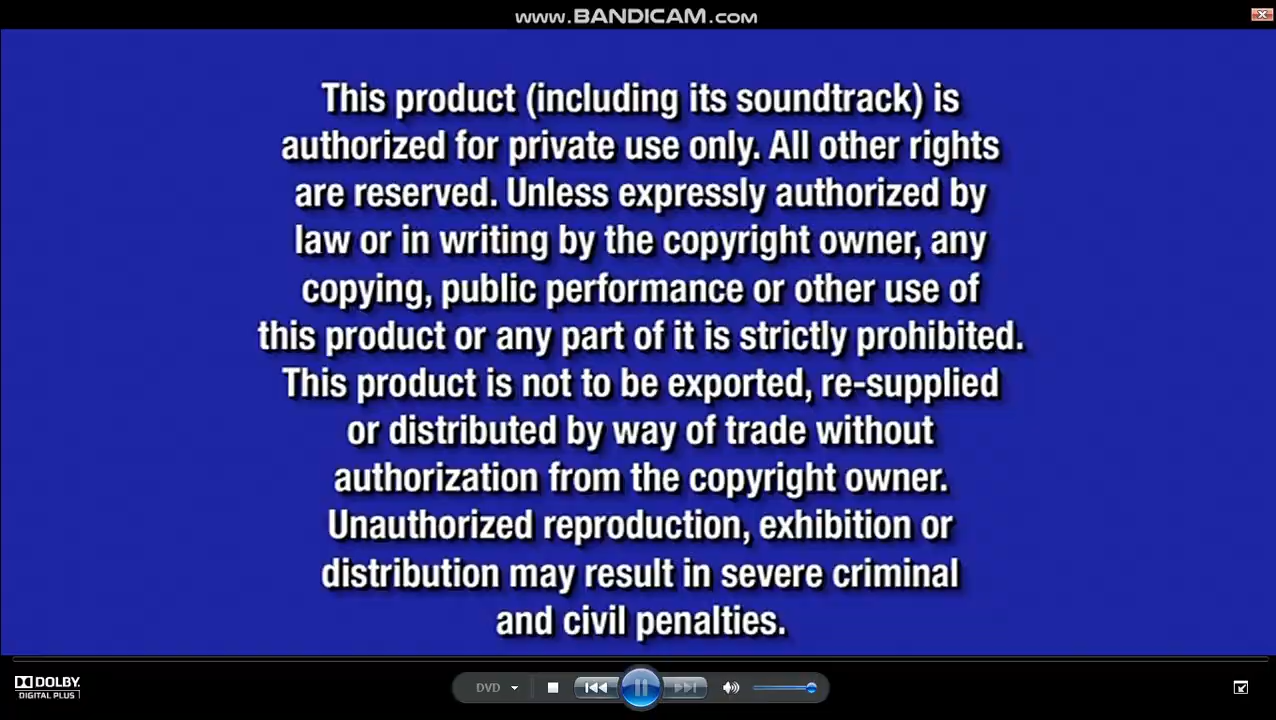 www.BANDICAM.com
This product (including its soundtrack) is
authorized for private use only. All other rights
are reserved. Unless expressly authorized by
law or in writing by the copyright owner, any
copying, public performance or other use of
this product or any part of it is strictly prohibited.
This product is not to be exported, re-supplied
or distributed by way of trade without
authorization from the copyright owner.
Unauthorized reproduction, exhibition or
distribution may result in severe criminal
and civil penalties.
DOLBY
DIGITAL PLUS
DVD